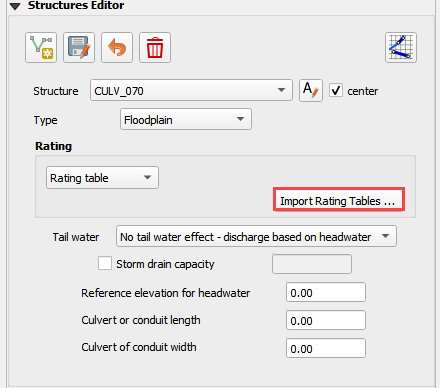 Structures Editor
Structure CULV_070 center
Type Floodplain
Rating
Rating table
Import Rating Tables ...
Tail water No tail water effect - discharge based on headwater
Storm drain capacity
Reference elevation for headwater 0.00
Culvert or conduit length 0.00
Culvert of conduit width 0.00